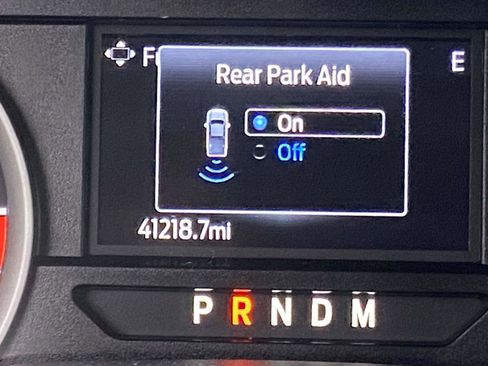 F
E
Rear Park Aid
On
Off
41218.7mi
P R N D M